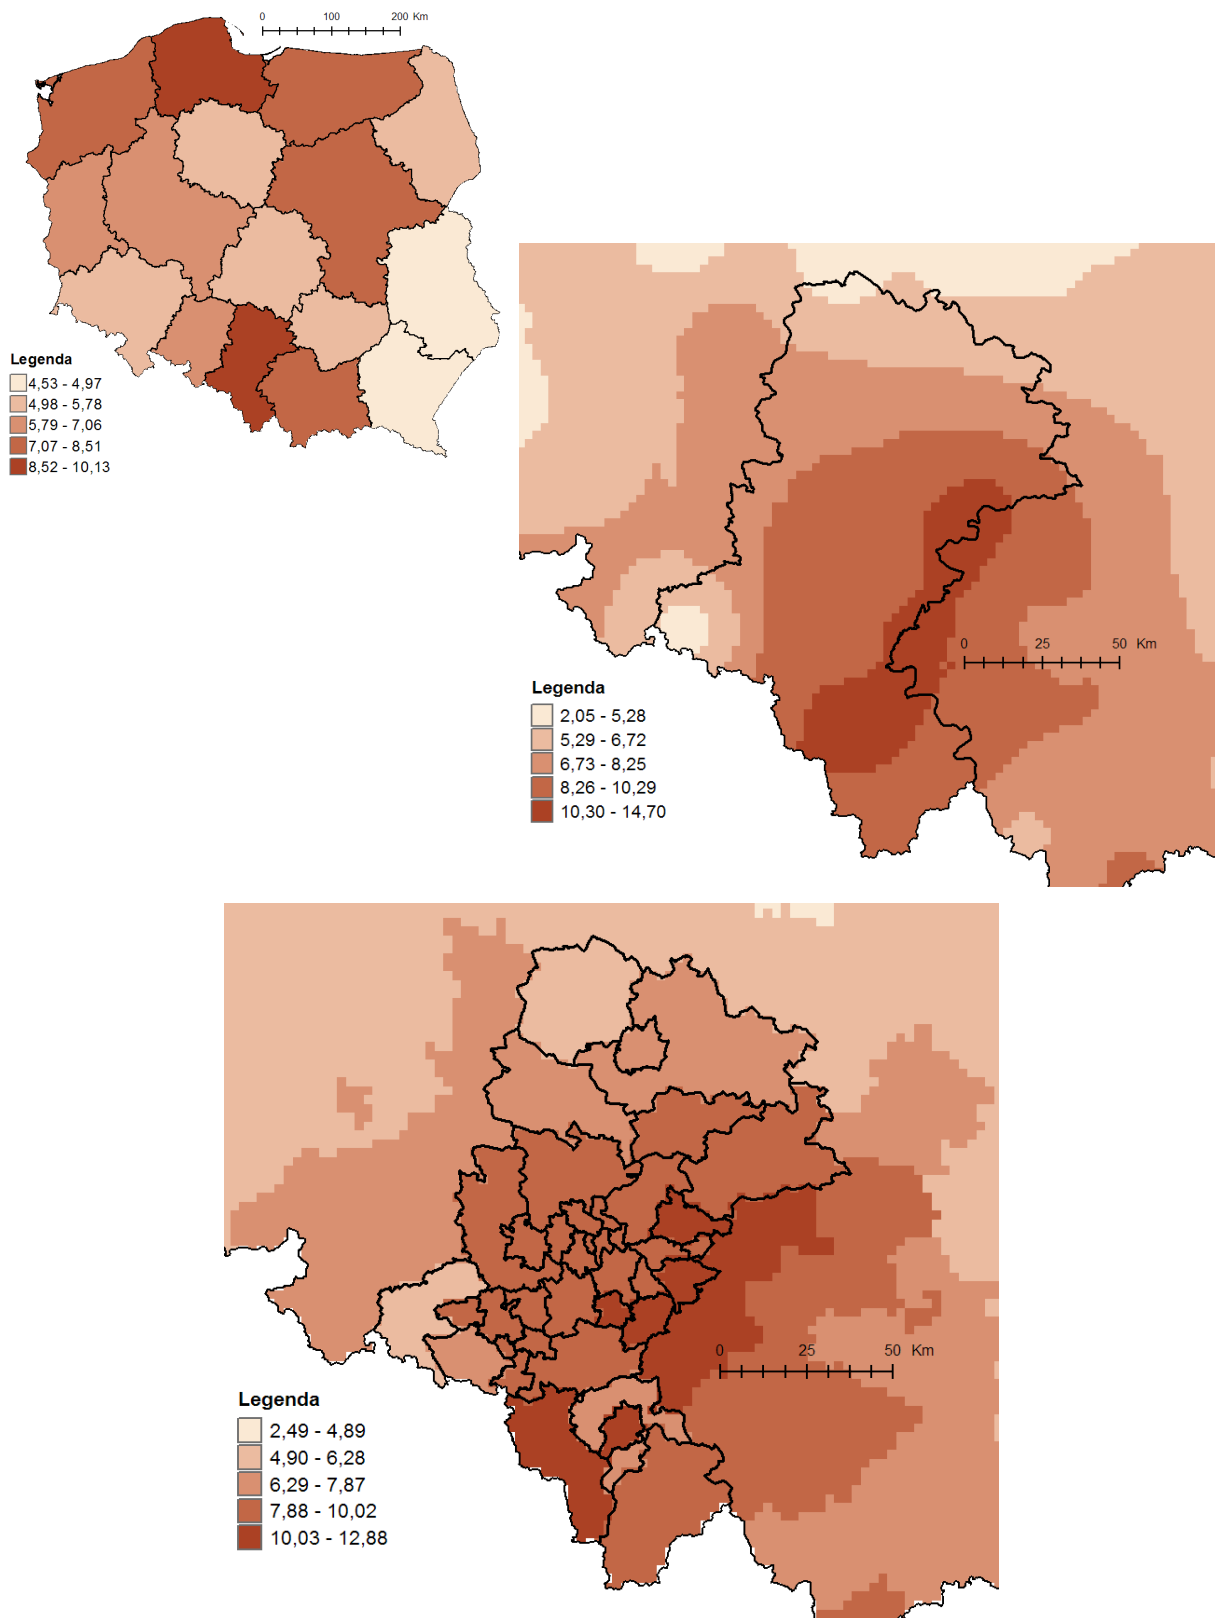 0 100 200 Km
Legenda
4,53 - 4,97
4,98 - 5,78
5,79 - 7,06
7,07 - 8,51
8,52 - 10,13
0 25 50 Km
Legenda
2,05 - 5,28
5,29 - 6,72
6,73 - 8,25
8,26 - 10,29
10,30 - 14,70
0 25 50 Km
Legenda
2,49 - 4,89
4,90 - 6,28
6,29 - 7,87
7,88 - 10,02
10,03 - 12,88